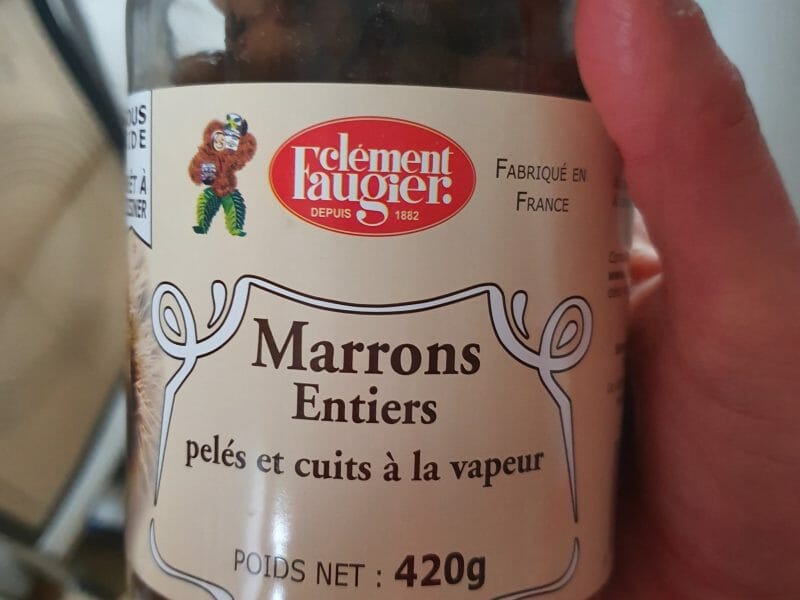 clément
Faugier.
DEPUIS 1882
FABRIQUÉ EN
FRANCE
Marrons
Entiers
pelés et cuits à la vapeur
POIDS NET : 420g